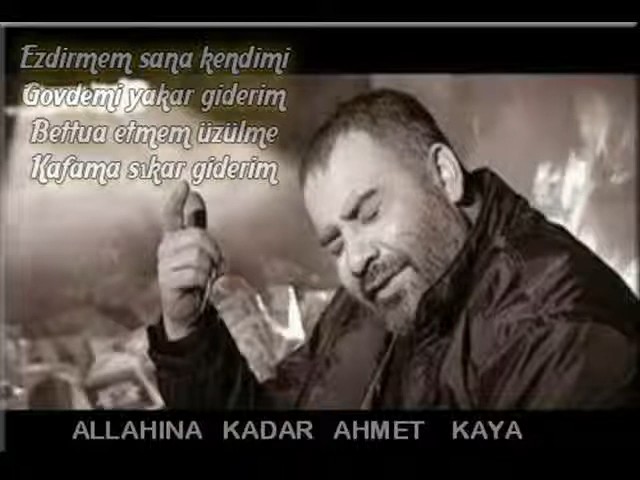 Ezdirmem sana kendimi
Govdemi yakar giderim
Bettua etmem üzülme
Kafama sıkar giderim
ALLAHINA KADAR AHMET KAYA